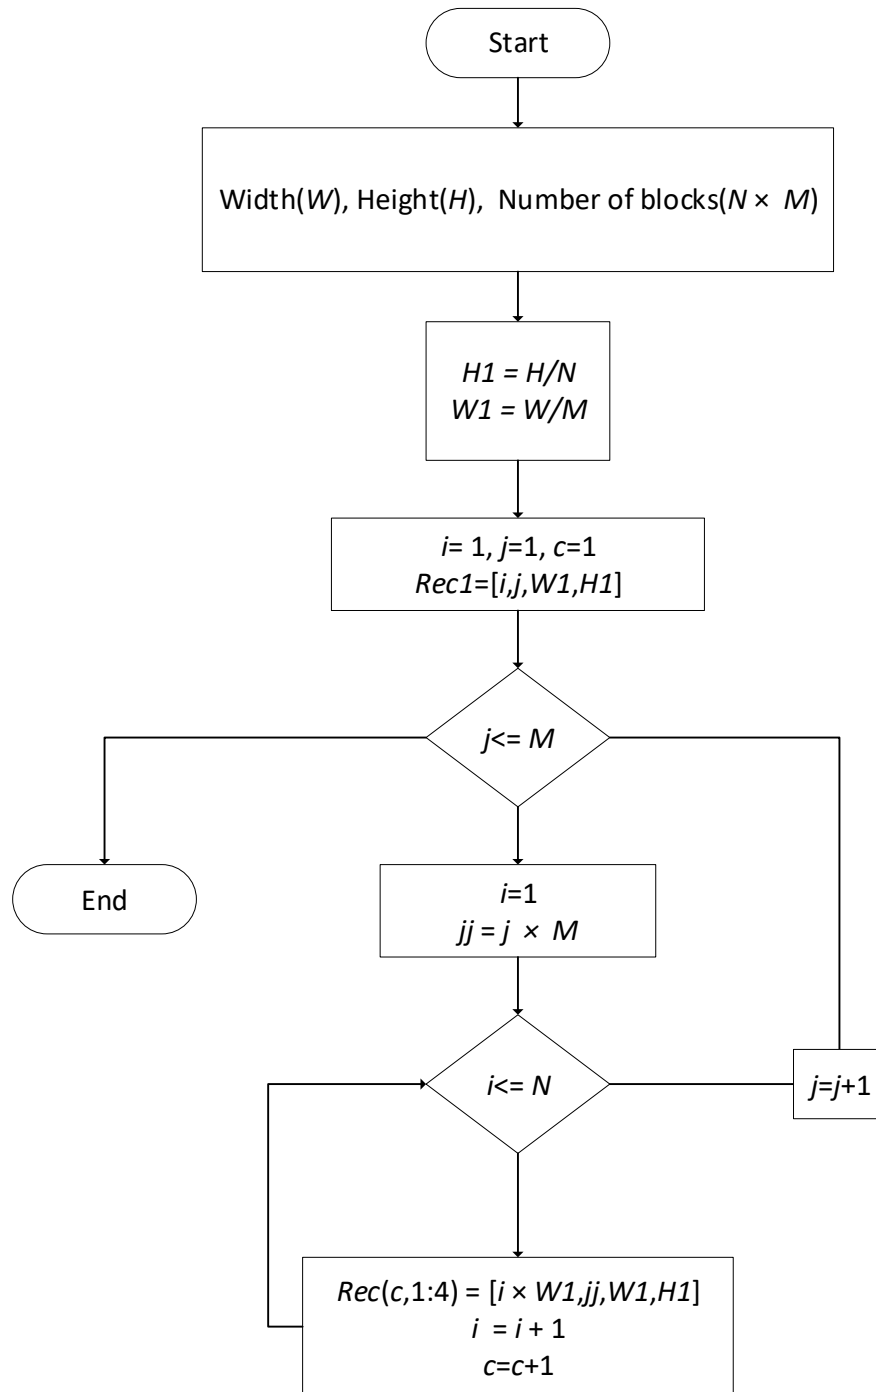 Start
Width(W), Height(H), Number of blocks(N × M)
H1 = H/N
W1 = W/M
i= 1, j=1, c=1
Rec1=[i,j,W1,H1]
j<= M
End
i=1
jj = j × M
i<= N
j=j+1
Rec(c,1:4) = [i × W1,jj,W1,H1]
i = i + 1
c=c+1